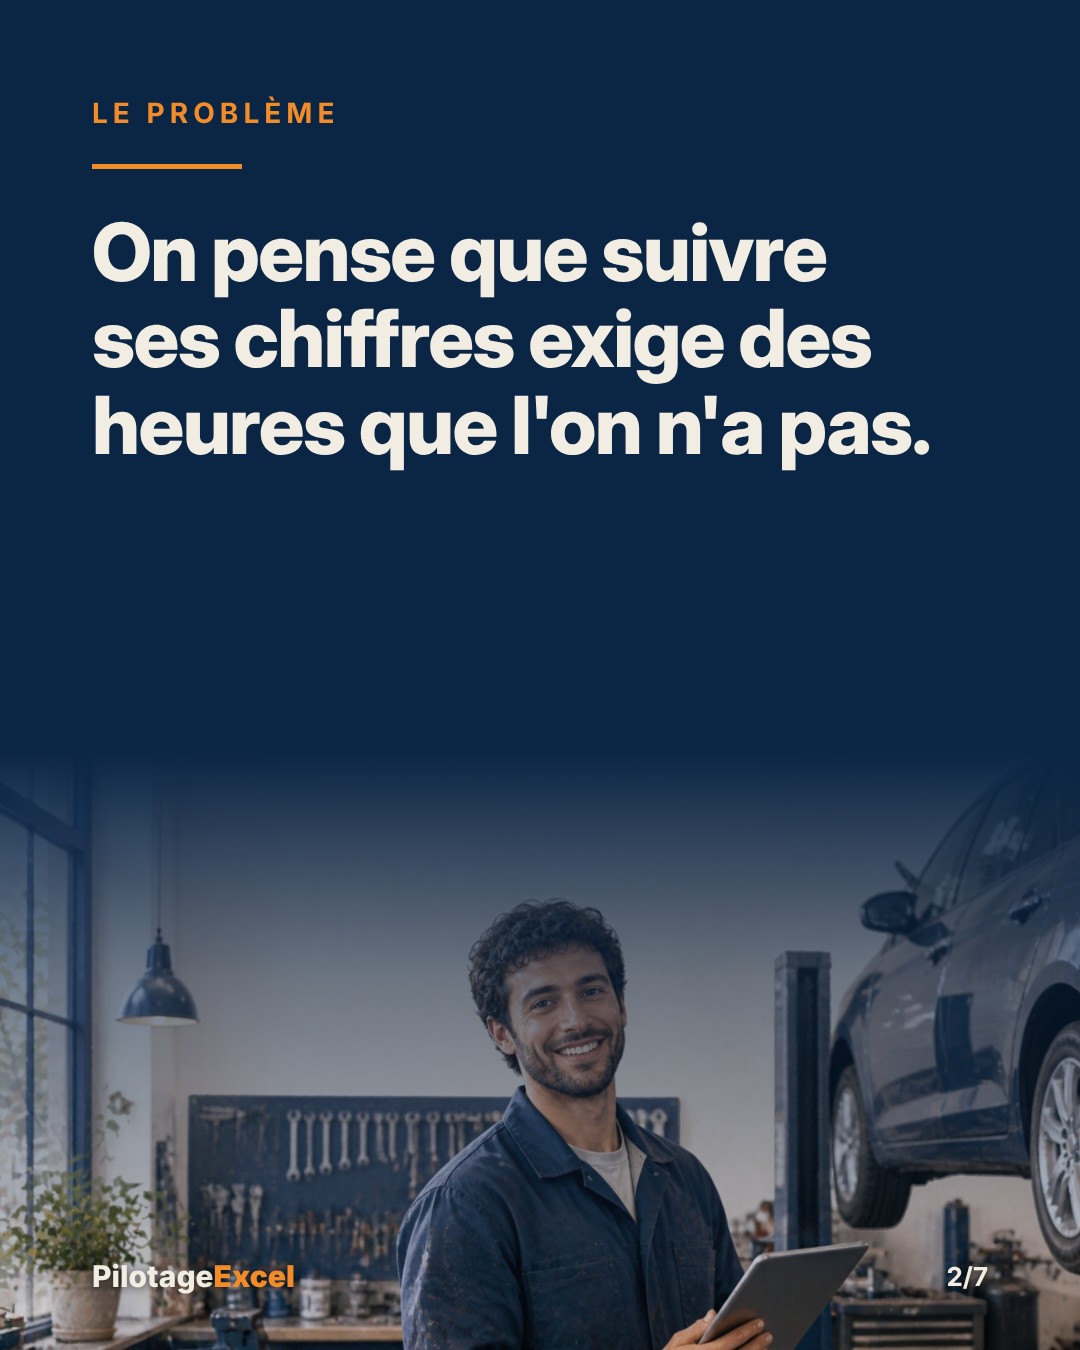 LE PROBLÈME
On pense que suivre
ses chiffres exige des
heures que l'on n'a pas.
PilotageExcel
2/7